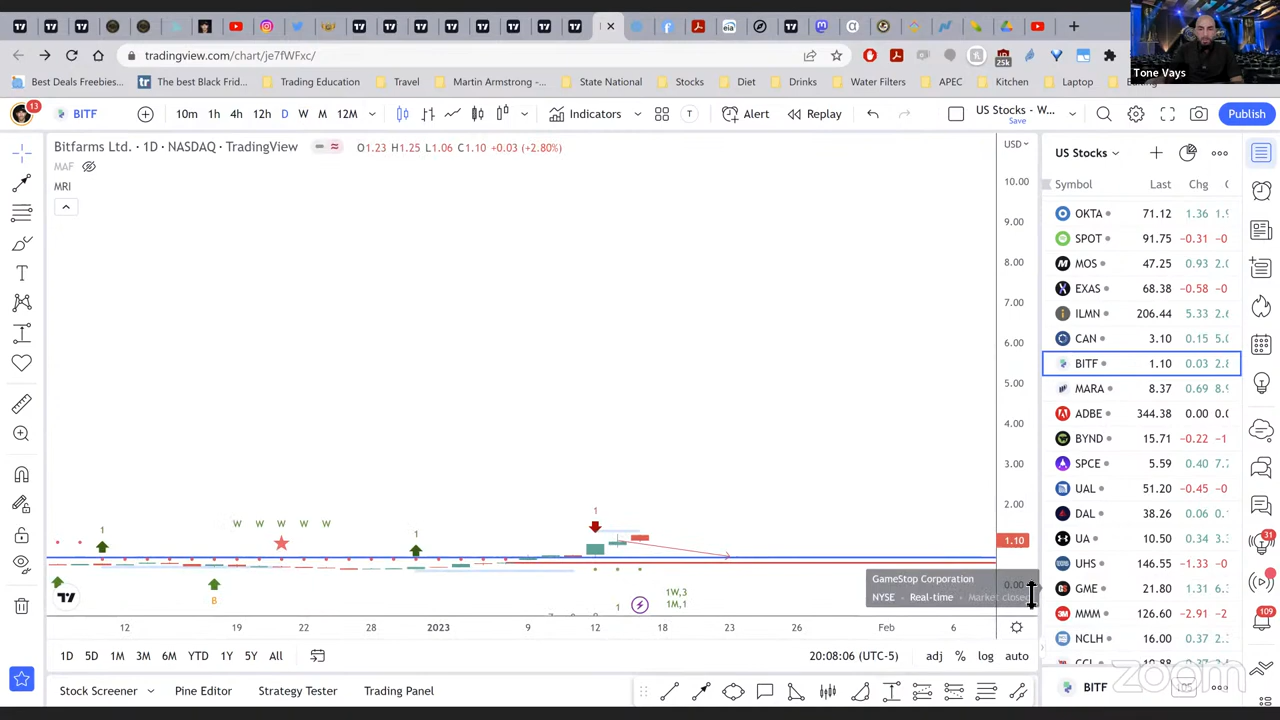 tradingview.com/chart/je7fWFxc/
25k
Tone Vays
Best Deals Freebies...
The best Black Frid...
Trading Education
Travel
Martin Armstrong -...
State National
Stocks
Diet
Drinks
Water Filters
APEC
Kitchen
Laptop
13
BITF
10m
1h
4h
12h
D
W
M
12M
Indicators
Alert
Replay
US Stocks - W...
Save
Publish
Bitfarms Ltd. · 1D · NASDAQ · TradingView
O1.23 H1.25 L1.06 C1.10 +0.03 (+2.80%)
MAF
MRI
USD
10.00
9.00
8.00
7.00
6.00
5.00
4.00
3.00
2.00
1.10
0.00
W W W W W
1
1
1
B
1
1W,3
1M,1
GameStop Corporation
NYSE · Real-time · Market closed
12
19
22
28
2023
9
12
18
23
26
Feb
6
1D
5D
1M
3M
6M
YTD
1Y
5Y
All
20:08:06 (UTC-5)
adj
%
log
auto
Stock Screener
Pine Editor
Strategy Tester
Trading Panel
US Stocks
Symbol Last Chg
OKTA 71.12 1.36
SPOT 91.75 −0.31
MOS 47.25 0.93
EXAS 68.38 −0.58
ILMN 206.44 5.33
CAN 3.10 0.15
BITF 1.10 0.03
MARA 8.37 0.69
ADBE 344.38 0.00
BYND 15.71 −0.22
SPCE 5.59 0.40
UAL 51.20 −0.45
DAL 38.26 0.06
UA 10.50 0.34
UHS 146.55 −1.33
GME 21.80 1.31
MMM 126.60 −2.91
NCLH 16.00 0.37
BITF
zoom
31
109